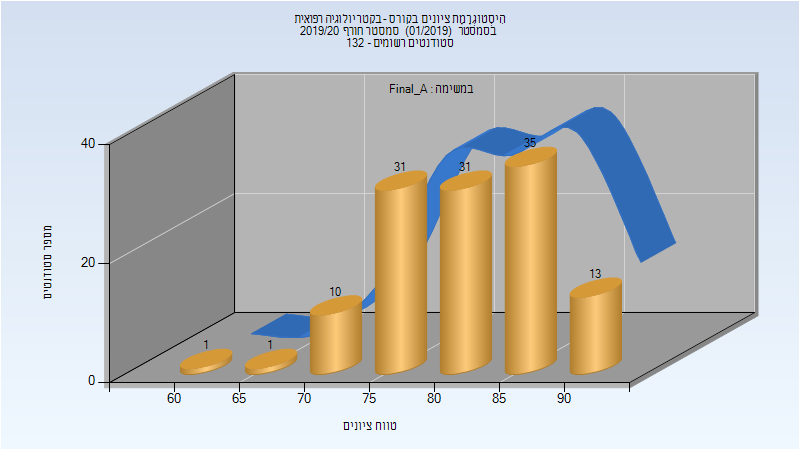 היסטוגרמת ציונים בקורס - בקטריולוגיה רפואית
בסמסטר (01/2019) סמסטר חורף 2019/20
סטודנטים רשומים - 132
במשימה : Final_A
40
20
0
מספר סטודנטים
1
1
10
31
31
35
13
60
65
70
75
80
85
90
טווח ציונים